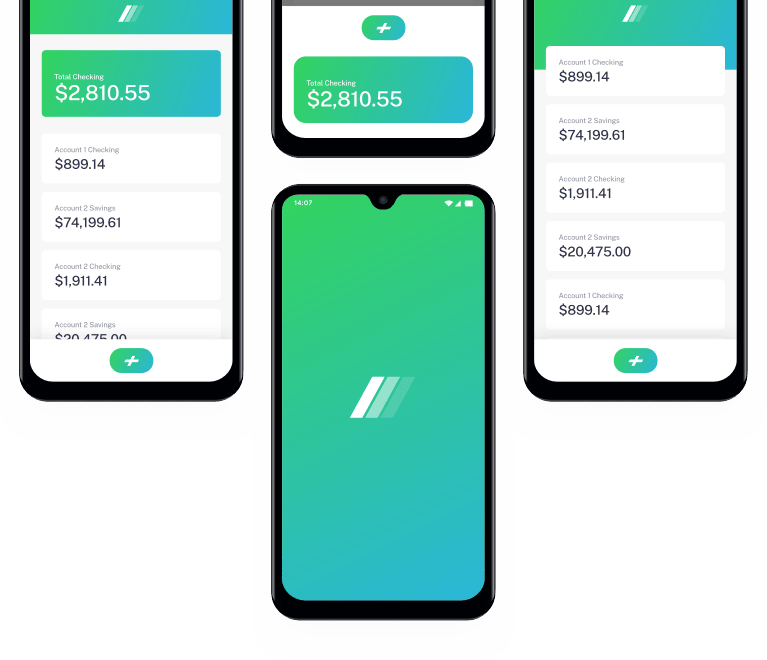 Total Checking
$2,810.55
Account 1 Checking
$899.14
Account 2 Savings
$74,199.61
Account 2 Checking
$1,911.41
Account 2 Savings
$20,475.00
Total Checking
$2,810.55
14:07
Account 1 Checking
$899.14
Account 2 Savings
$74,199.61
Account 2 Checking
$1,911.41
Account 2 Savings
$20,475.00
Account 1 Checking
$899.14